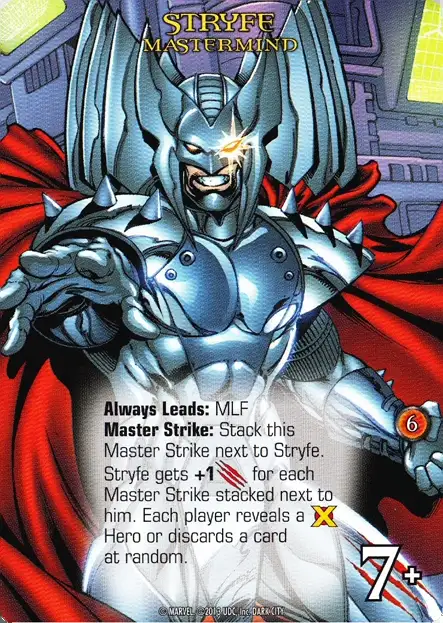 STRYFE
MASTERMIND
Always Leads: MLF
Master Strike: Stack this
Master Strike next to Stryfe.
Stryfe gets +1 for each
Master Strike stacked next to
him. Each player reveals a X
Hero or discards a card
at random.
6
7+
© MARVEL. ©2013 UDC, Inc. DARK CITY